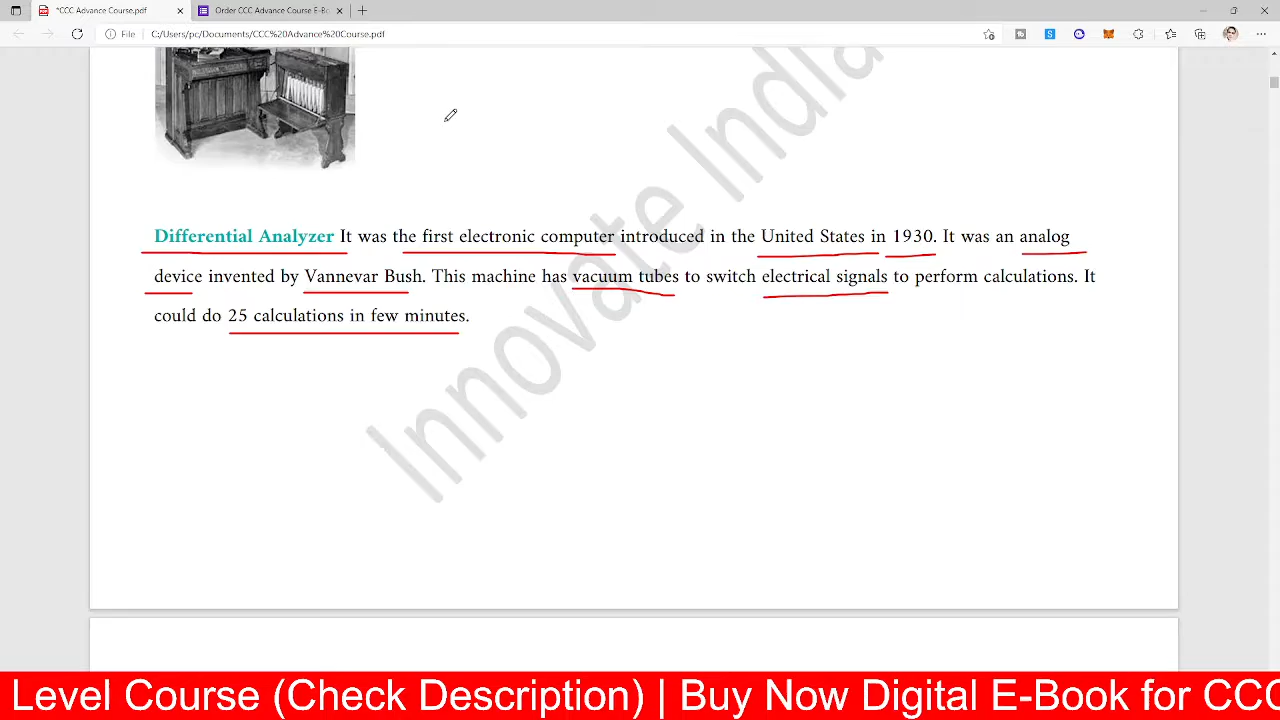 *CCC Advance Course.pdf
Order CCC Advance Course E-Bo
File
C:/Users/pc/Documents/CCC%20Advance%20Course.pdf
Innovate India
Differential Analyzer It was the first electronic computer introduced in the United States in 1930. It was an analog
device invented by Vannevar Bush. This machine has vacuum tubes to switch electrical signals to perform calculations. It
could do 25 calculations in few minutes.
Level Course (Check Description) | Buy Now Digital E-Book for CCC